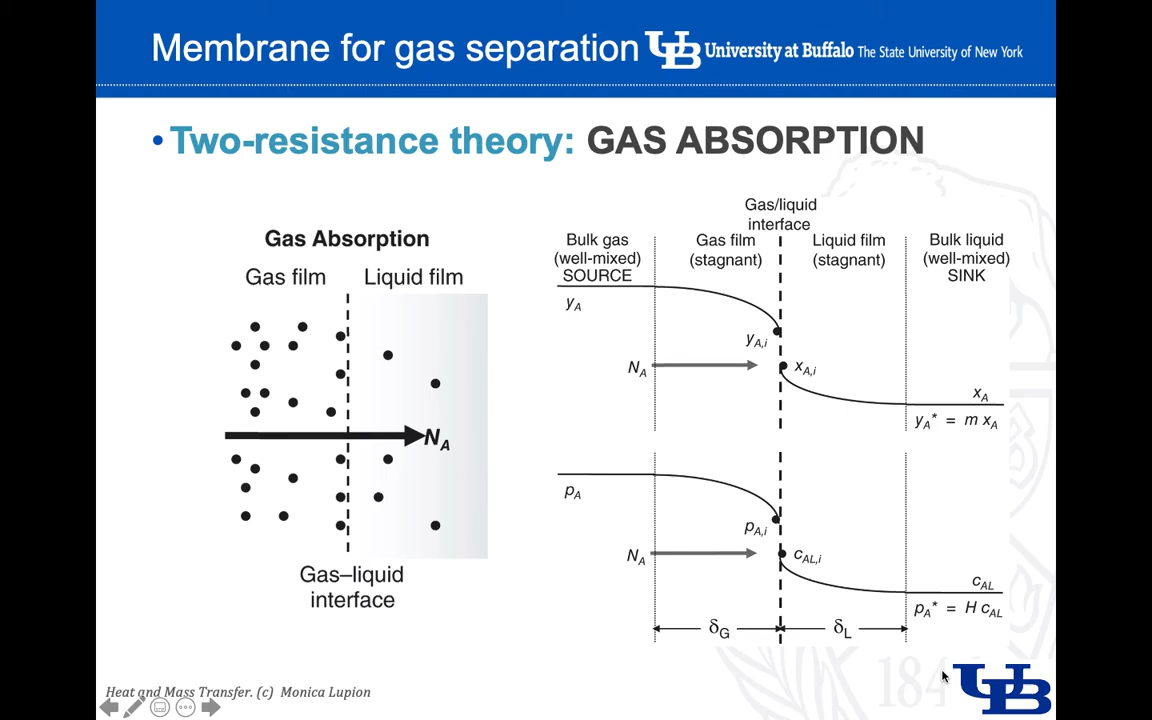 Membrane for gas separation
UB University at Buffalo The State University of New York
• Two-resistance theory: GAS ABSORPTION
Gas Absorption
Gas film Liquid film
N_A
Gas–liquid
interface
Gas/liquid
interface
Bulk gas
(well-mixed)
SOURCE
Gas film
(stagnant)
Liquid film
(stagnant)
Bulk liquid
(well-mixed)
SINK
y_A
y_A,i
N_A
x_A,i
x_A
y_A* = m x_A
p_A
p_A,i
N_A
c_AL,i
c_AL
p_A* = H c_AL
δ_G δ_L
Heat and Mass Transfer. (c) Monica Lupion
184
UB